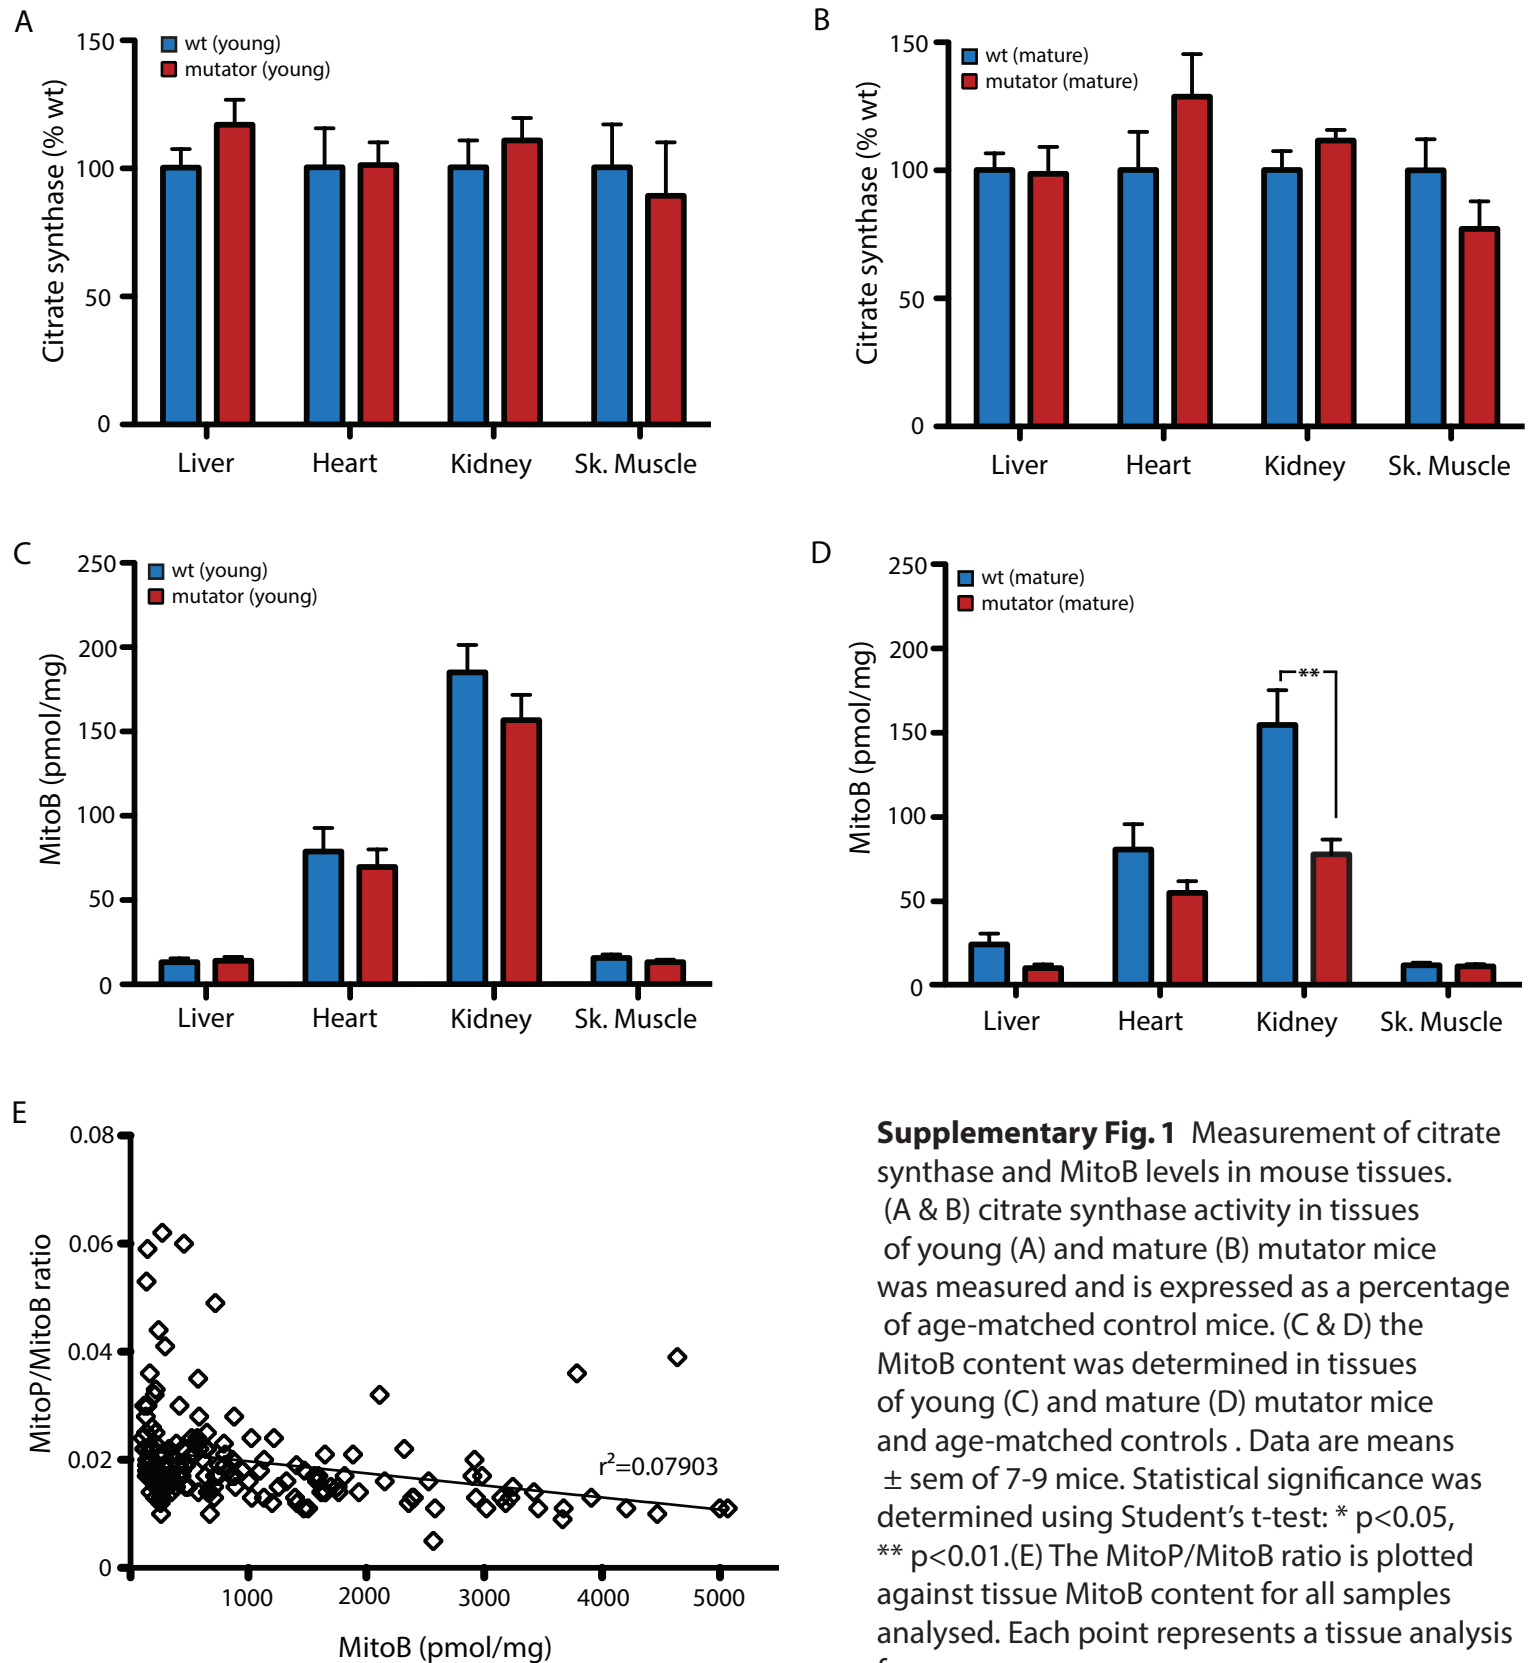 A
150
100
50
0
Citrate synthase (% wt)
wt (young)
mutator (young)
Liver Heart Kidney Sk. Muscle
B
150
100
50
0
Citrate synthase (% wt)
wt (mature)
mutator (mature)
Liver Heart Kidney Sk. Muscle
C
250
200
150
100
50
0
MitoB (pmol/mg)
wt (young)
mutator (young)
Liver Heart Kidney Sk. Muscle
D
250
200
150
100
50
0
MitoB (pmol/mg)
wt (mature)
mutator (mature)
**
Liver Heart Kidney Sk. Muscle
E
0.08
0.06
0.04
0.02
0
MitoP/MitoB ratio
r²=0.07903
1000 2000 3000 4000 5000
MitoB (pmol/mg)
Supplementary Fig. 1 Measurement of citrate
synthase and MitoB levels in mouse tissues.
(A & B) citrate synthase activity in tissues
of young (A) and mature (B) mutator mice
was measured and is expressed as a percentage
of age-matched control mice. (C & D) the
MitoB content was determined in tissues
of young (C) and mature (D) mutator mice
and age-matched controls . Data are means
± sem of 7-9 mice. Statistical significance was
determined using Student's t-test: * p<0.05,
** p<0.01.(E) The MitoP/MitoB ratio is plotted
against tissue MitoB content for all samples
analysed. Each point represents a tissue analysis